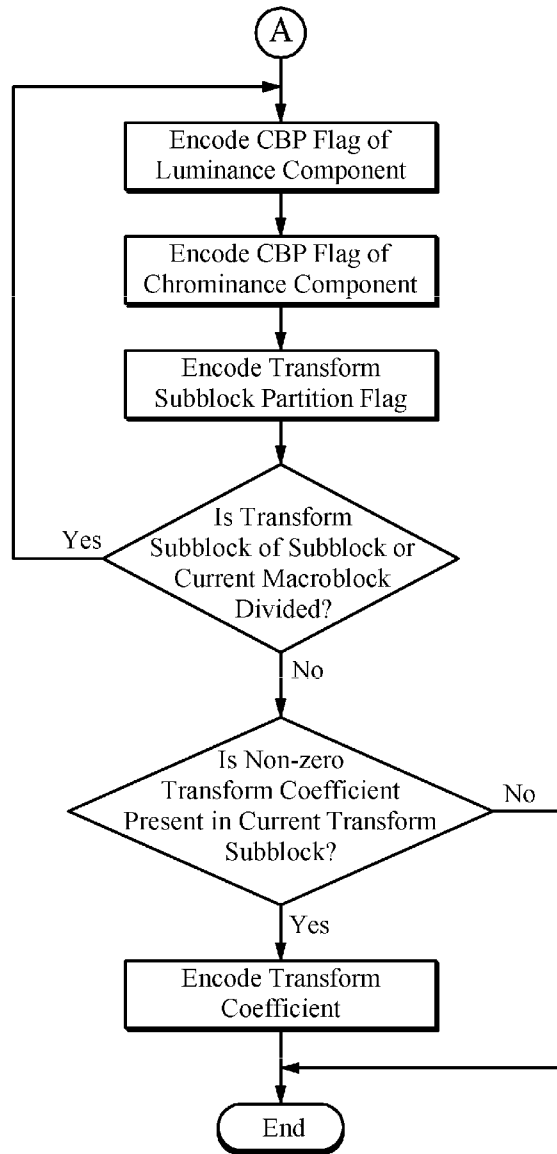 A
Encode CBP Flag of
Luminance Component
Encode CBP Flag of
Chrominance Component
Encode Transform
Subblock Partition Flag
Is Transform
Subblock of Subblock or
Current Macroblock
Divided?
Yes
No
Is Non-zero
Transform Coefficient
Present in Current Transform
Subblock?
No
Yes
Encode Transform
Coefficient
End